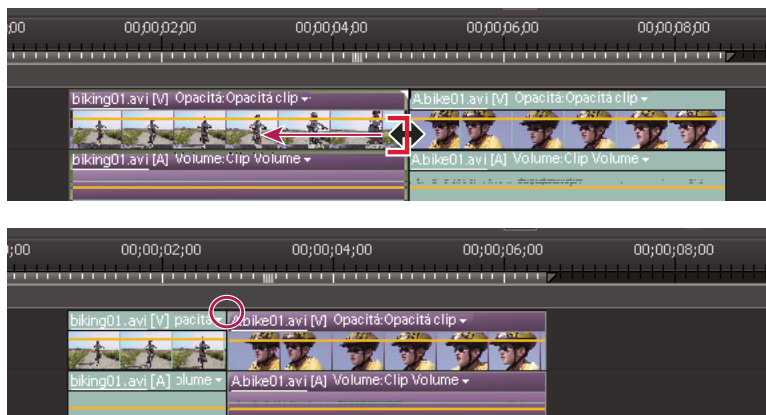 ;00 00;00;02;00 00;00;04;00 00;00;06;00 00;00;08;00
biking01.avi [V] Opacità:Opacità clip A.bike01.avi [V] Opacità:Opacità clip
biking01.avi [A] Volume:Clip Volume A.bike01.avi [A] Volume:Clip Volume
;00 00;00;02;00 00;00;04;00 00;00;06;00 00;00;08;00
biking01.avi [V] pacità A.bike01.avi [V] Opacità:Opacità clip
biking01.avi [A] olume A.bike01.avi [A] Volume:Clip Volume